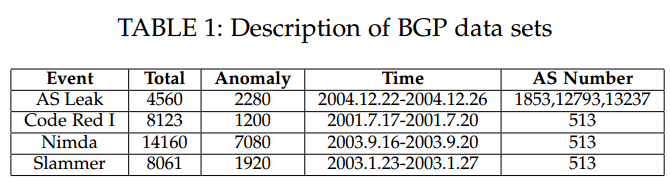 TABLE 1: Description of BGP data sets
Event Total Anomaly Time AS Number
AS Leak 4560 2280 2004.12.22-2004.12.26 1853,12793,13237
Code Red I 8123 1200 2001.7.17-2001.7.20 513
Nimda 14160 7080 2003.9.16-2003.9.20 513
Slammer 8061 1920 2003.1.23-2003.1.27 513